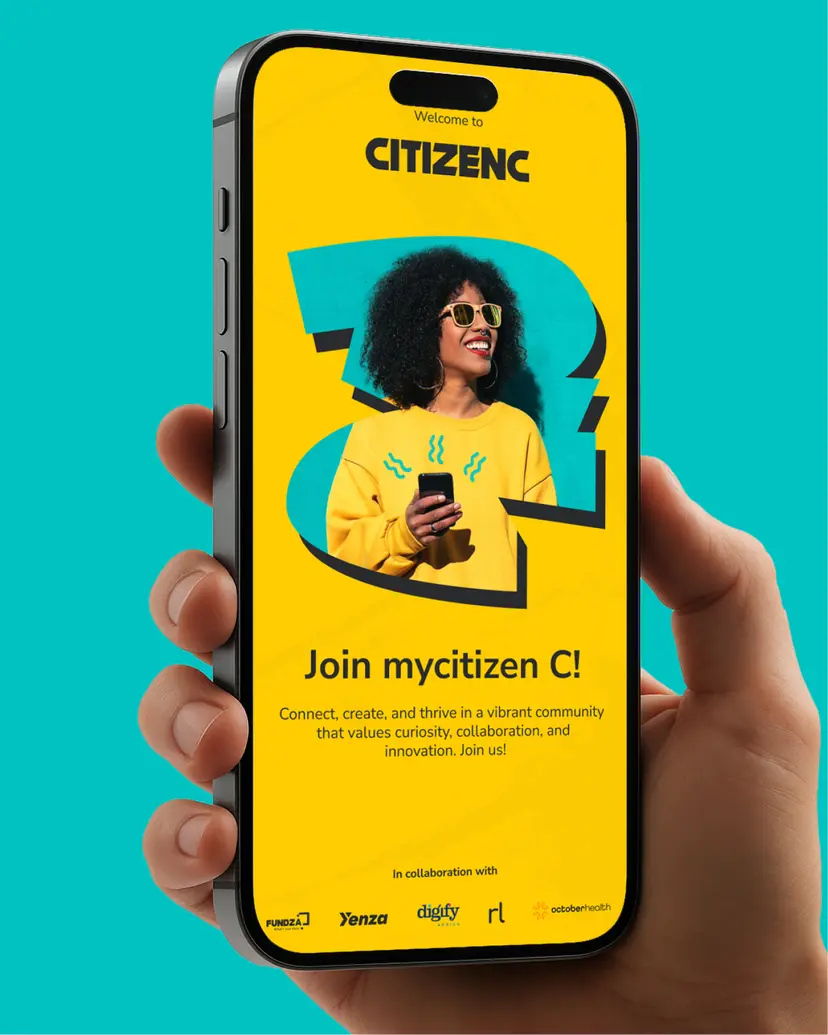 Welcome to
CITIZENC
Join mycitizen C!
Connect, create, and thrive in a vibrant community
that values curiosity, collaboration, and
innovation. Join us!
In collaboration with
FUNDZA
Yenza
digify
AFRICA
rl
octoberhealth